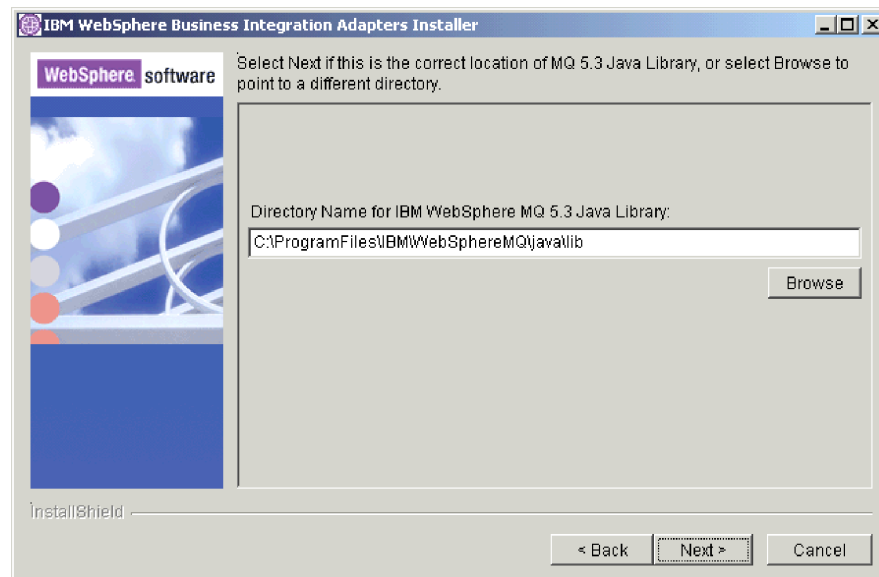 IBM WebSphere Business Integration Adapters Installer
WebSphere software
Select Next if this is the correct location of MQ 5.3 Java Library, or select Browse to
point to a different directory.
Directory Name for IBM WebSphere MQ 5.3 Java Library:
C:\ProgramFiles\IBM\WebSphereMQ\java\lib
Browse
InstallShield
< Back
Next >
Cancel